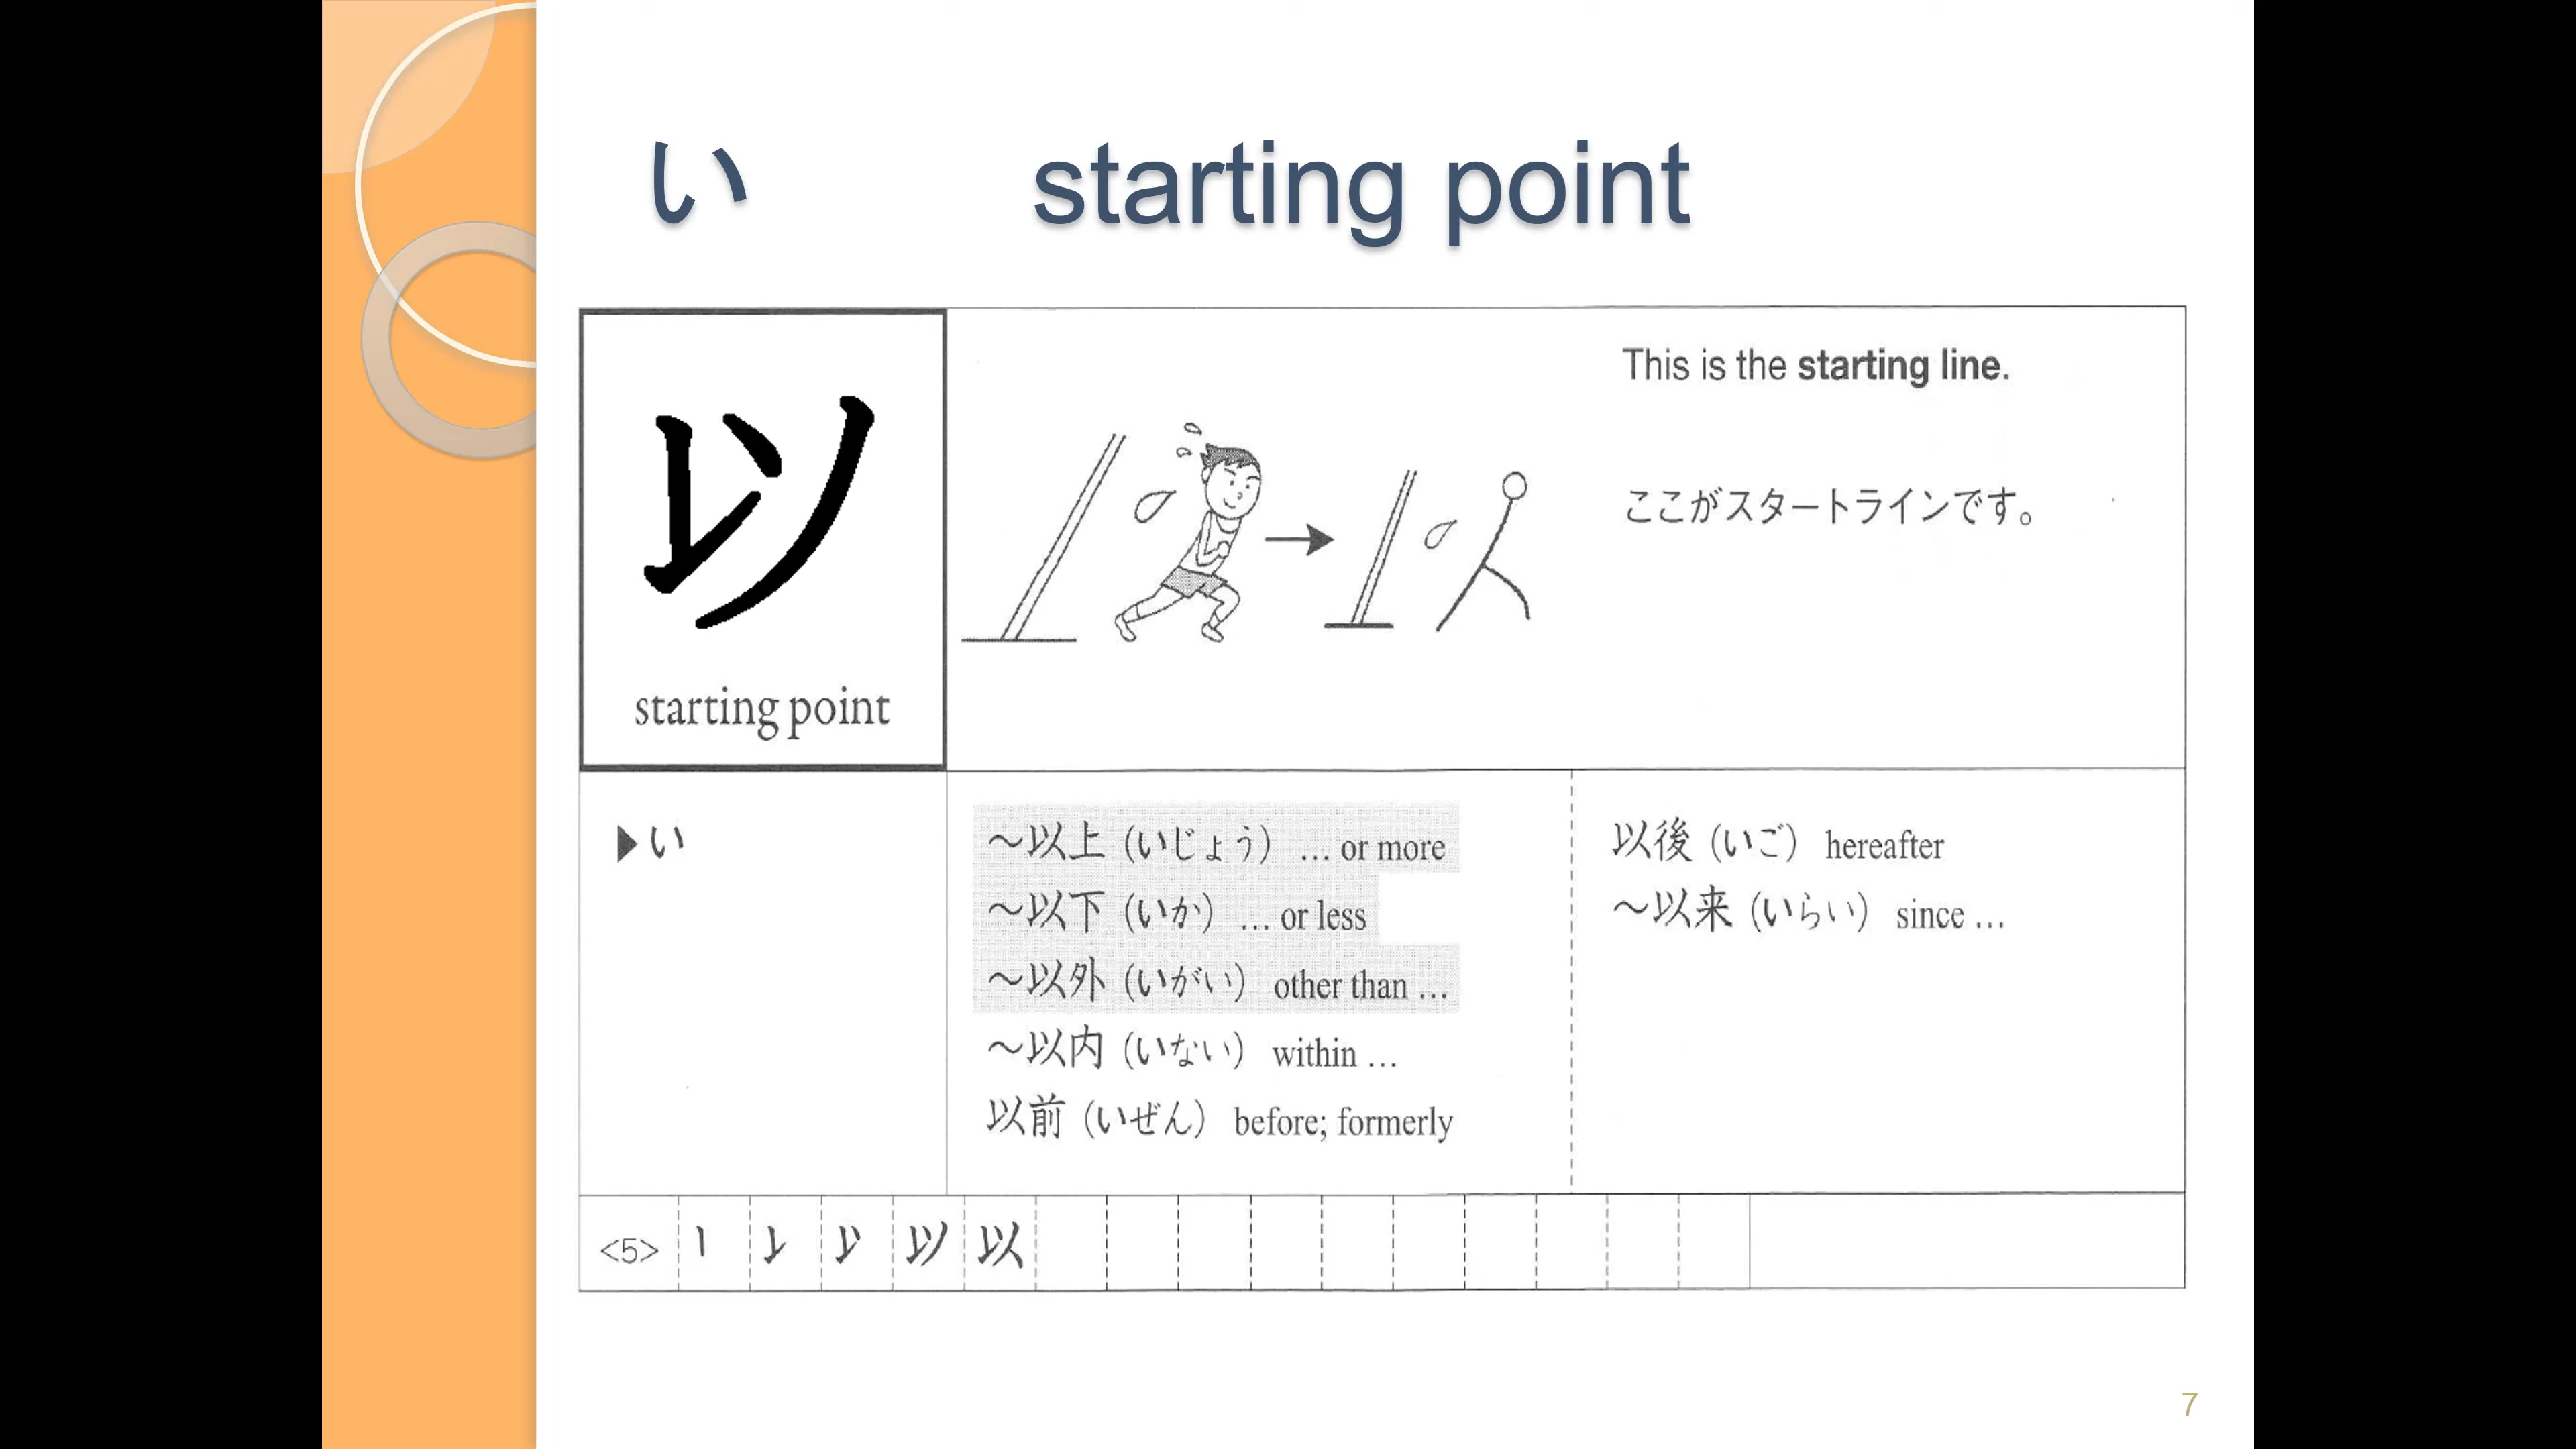 い starting point
以
starting point
This is the starting line.
ここがスタートラインです。
▶い
〜以上（いじょう） … or more
〜以下（いか） … or less
〜以外（いがい） other than …
〜以内（いない） within …
以前（いぜん） before; formerly
以後（いご） hereafter
〜以来（いらい） since …
<5> 以
7